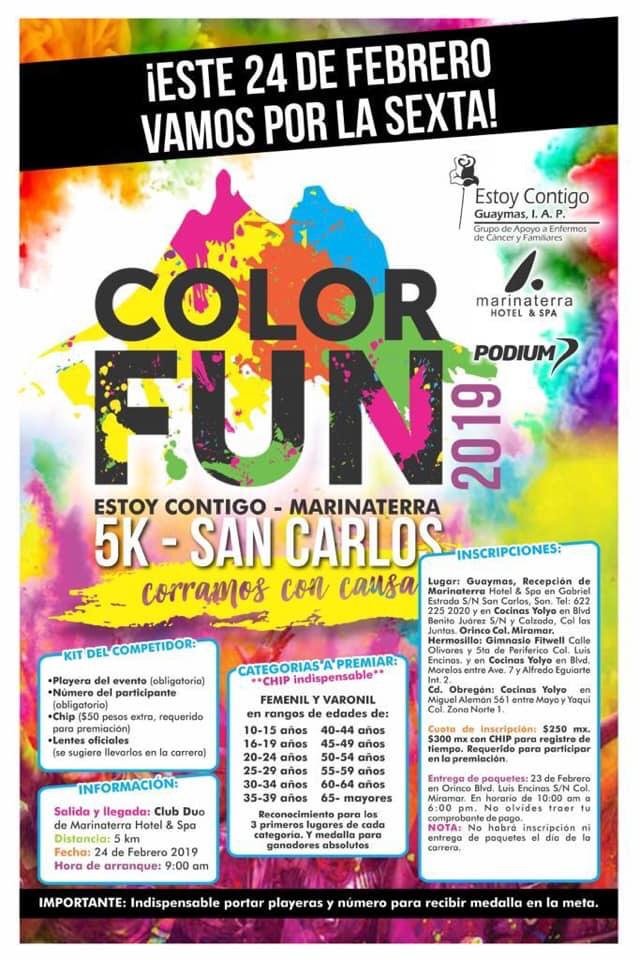 ¡ESTE 24 DE FEBRERO
VAMOS POR LA SEXTA!
Estoy Contigo
Guaymas, I. A. P.
Grupo de Apoyo a Enfermos
de Cáncer y Familiares
marinaterra
HOTEL & SPA
PODIUM
COLOR
FUN
2019
ESTOY CONTIGO - MARINATERRA
5K - SAN CARLOS
corramos con causa
KIT DEL COMPETIDOR:
•Playera del evento (obligatorio)
•Número del participante
(obligatorio)
•Chip ($50 pesos extra, requerido
para premiación)
•Lentes oficiales
(se sugiere llevarlos en la carrera)
INFORMACIÓN:
Salida y llegada: Club Duo
de Marinaterra Hotel & Spa
Distancia: 5 km
Fecha: 24 de Febrero 2019
Hora de arranque: 9:00 am
CATEGORIAS A PREMIAR:
**CHIP indispensable**
FEMENIL Y VARONIL
en rangos de edades de:
10-15 años 40-44 años
16-19 años 45-49 años
20-24 años 50-54 años
25-29 años 55-59 años
30-34 años 60-64 años
35-39 años 65- mayores
Reconocimiento para los
3 primeros lugares de cada
categoría. Y medalla para
ganadores absolutos
INSCRIPCIONES:
Lugar: Guaymas, Recepción de
Marinaterra Hotel & Spa en Gabriel
Estrada S/N San Carlos, Son. Tel: 622
225 2020 y en Cocinas Yolyo en Blvd
Benito Juárez S/N y Calzada, Col las
Juntas. Orinco Col. Miramar.
Hermosillo: Gimnasio Fitwell Calle
Olivares y 5ta de Periferico Col. Luis
Encinas. y en Cocinas Yolyo en Blvd.
Morelos entre Ave. 7 y Alfredo Eguiarte
Int. 2.
Cd. Obregón: Cocinas Yolyo en
Miguel Alemán 561 entre Mayo y Yaqui
Col. Zona Norte 1.
Cuota de inscripción: $250 mx.
$300 mx con CHIP para registro de
tiempo. Requerido para participar
en la premiación.
Entrega de paquetes: 23 de Febrero
en Orinco Blvd. Luis Encinas S/N Col.
Miramar. En horario de 10:00 am a
6:00 pm. No olvides traer tu
comprobante de pago.
NOTA: No habrá inscripción ni
entrega de paquetes el día de la
carrera.
IMPORTANTE: Indispensable portar playeras y número para recibir medalla en la meta.